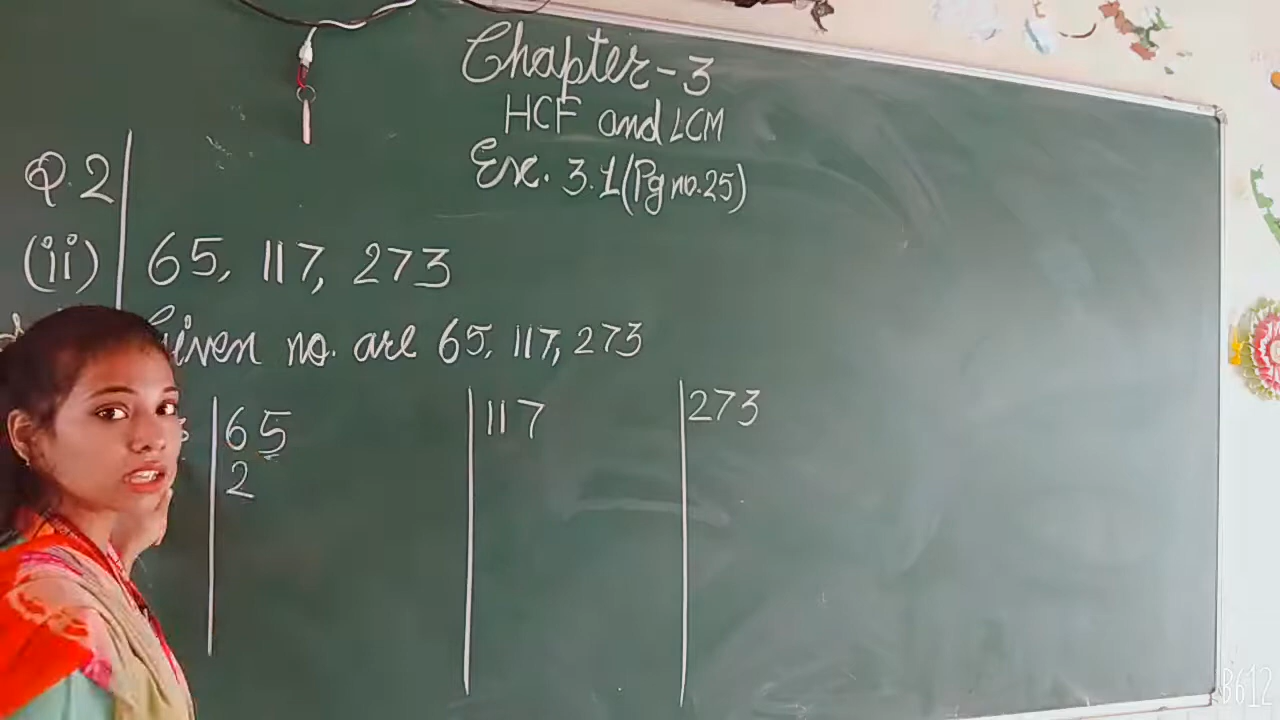 Chapter-3
HCF and LCM
Ex. 3.1 (Pg no. 25)
Q.2
(ii) 65, 117, 273
Given no. are 65, 117, 273
65 117 273
2
B612